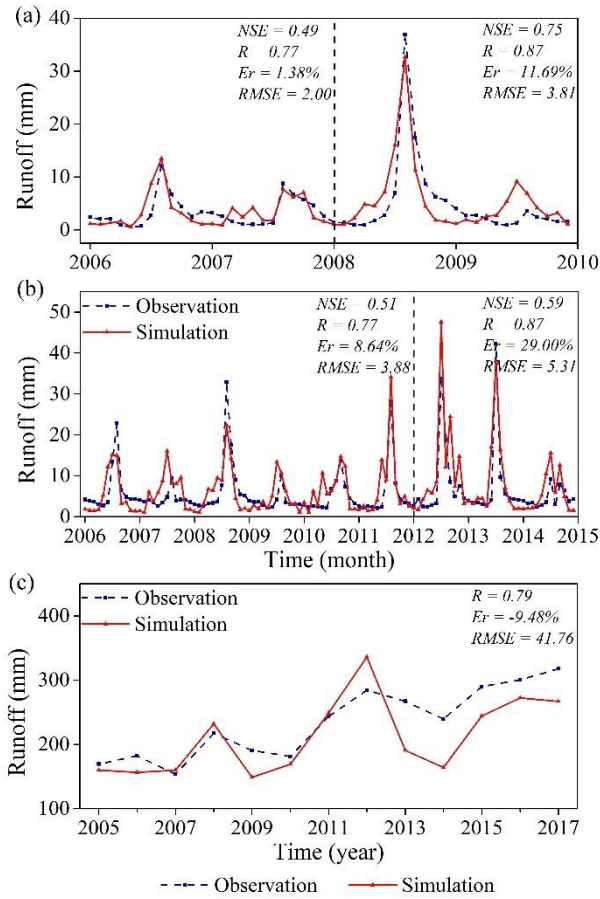 (a)
NSE = 0.49
R = 0.77
Er = 1.38%
RMSE = 2.00
NSE = 0.75
R = 0.87
Er = 11.69%
RMSE = 3.81
Runoff (mm)
40
30
20
10
0
2006 2007 2008 2009 2010
(b)
Observation
Simulation
NSE = 0.51
R = 0.77
Er = 8.64%
RMSE = 3.88
NSE = 0.59
R = 0.87
Er = 29.00%
RMSE = 5.31
Runoff (mm)
50
40
30
20
10
0
2006 2007 2008 2009 2010 2011 2012 2013 2014 2015
Time (month)
(c)
Observation
Simulation
R = 0.79
Er = -9.48%
RMSE = 41.76
Runoff (mm)
400
300
200
100
2005 2007 2009 2011 2013 2015 2017
Time (year)
Observation Simulation